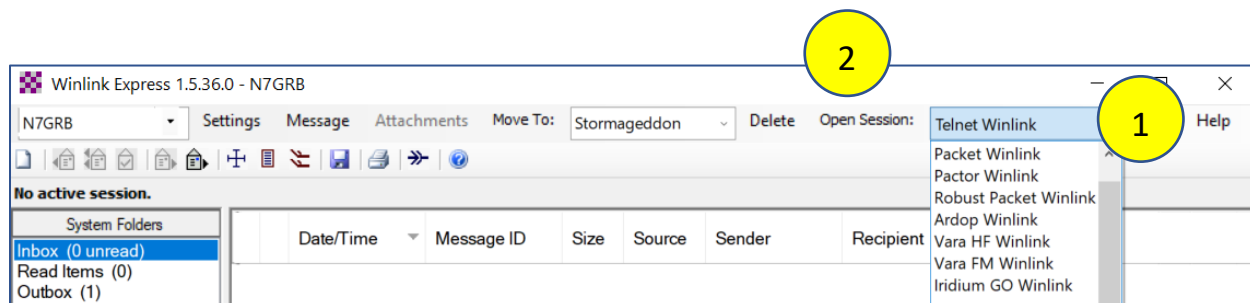 2
Winlink Express 1.5.36.0 - N7GRB
1
N7GRB Settings Message Attachments Move To: Stormageddon Delete Open Session: Telnet Winlink Help
No active session.
Packet Winlink
Pactor Winlink
Robust Packet Winlink
Ardop Winlink
Vara HF Winlink
Vara FM Winlink
Iridium GO Winlink
System Folders
Date/Time Message ID Size Source Sender Recipient
Inbox (0 unread)
Read Items (0)
Outbox (1)